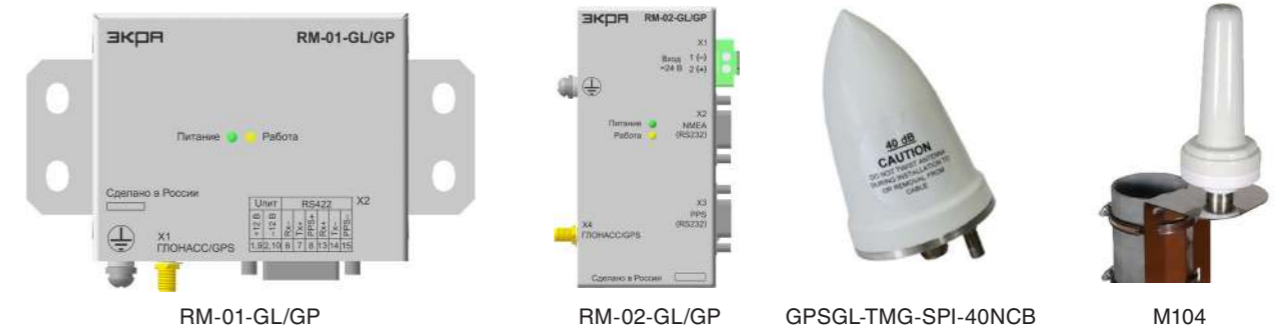 ЭКРА
RM-01-GL/GP
Питание Работа
Сделано в России
Uпит RS422 X2
+12 В −12 В Rx- Tx+ PPS+ Rx+ Tx- PPS−
1,9 2,10 6 7 8 13 14 15
X1
ГЛОНАСС/GPS
RM-01-GL/GP
ЭКРА RM-02-GL/GP
X1
Вход 1 (−)
=24 В 2 (+)
X2
Питание NMEA
Работа (RS232)
X3
PPS
(RS232)
X4
ГЛОНАСС/GPS
Сделано в России
RM-02-GL/GP
40 dB
CAUTION
DO NOT TWIST ANTENNA
DURING INSTALLATION TO
OR REMOVAL FROM
CABLE
GPSGL-TMG-SPI-40NCB
M104